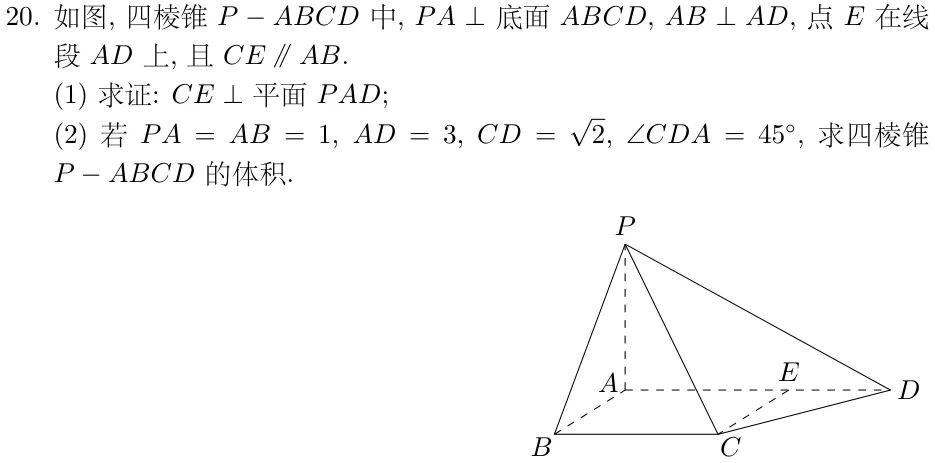 20. 如图, 四棱锥 P − ABCD 中, PA ⊥ 底面 ABCD, AB ⊥ AD, 点 E 在线
段 AD 上, 且 CE ∥ AB.
(1) 求证: CE ⊥ 平面 PAD;
(2) 若 PA = AB = 1, AD = 3, CD = √2, ∠CDA = 45°, 求四棱锥
P − ABCD 的体积.
P
A
E
D
B
C